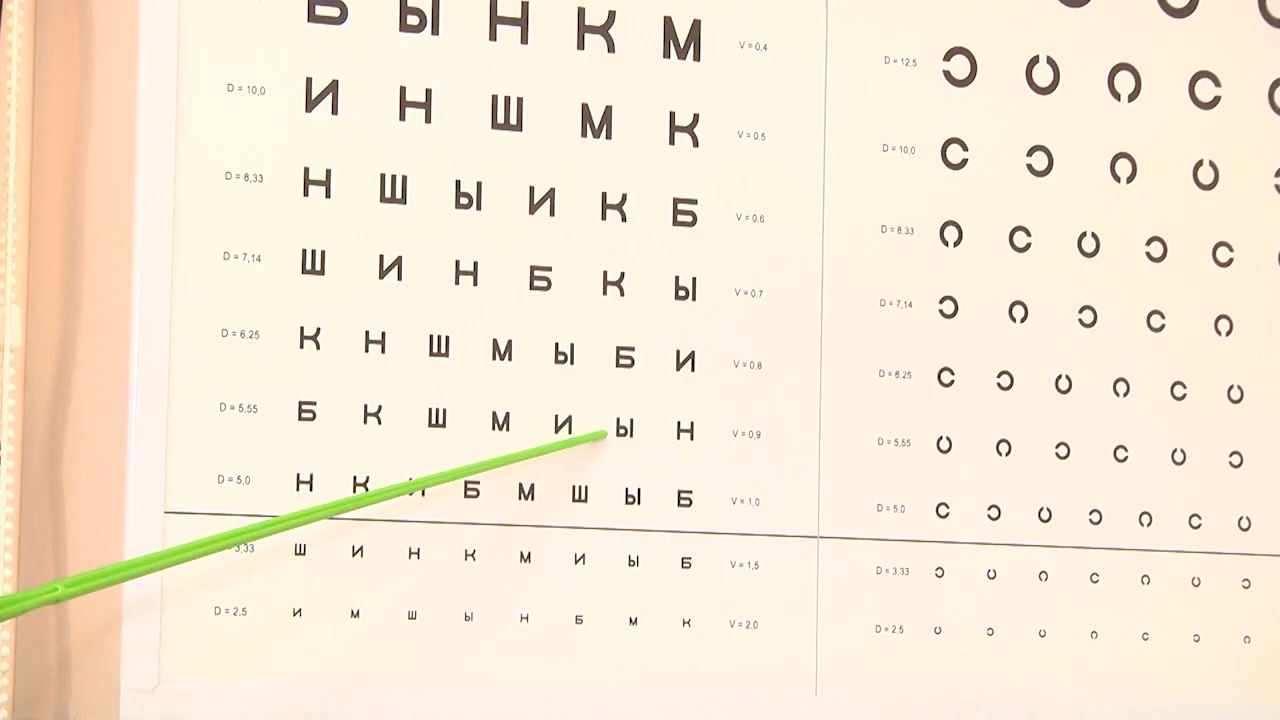 Б Ы Н К М V = 0,4
D = 10,0 И Н Ш М К V = 0,5
D = 8,33 Н Ш Ы И К Б V = 0,6
D = 7,14 Ш И Н Б К Ы V = 0,7
D = 6,25 К Н Ш М Ы Б И V = 0,8
D = 5,55 Б К Ш М И Ы Н V = 0,9
D = 5,0 Н К Б М Ш Ы Б V = 1,0
3,33 Ш И Н К М И Ы Б V = 1,5
D = 2,5 И М Ш Ы Н Б М К V = 2,0
D = 12,5
D = 10,0
D = 8,33
D = 7,14
D = 6,25
D = 5,55
D = 5,0
D = 3,33
D = 2,5